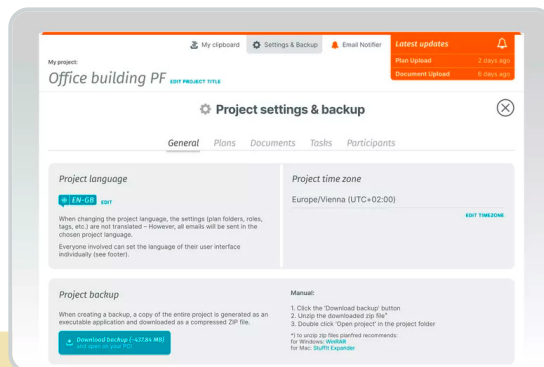 My clipboard
Settings & Backup
Email Notifier
Latest updates
Plan Upload 2 days ago
Document Upload 6 days ago
My project:
Office building PF EDIT PROJECT TITLE
Project settings & backup
General Plans Documents Tasks Participants
Project language
EN-GB EDIT
When changing the project language, the settings (plan folders, roles,
tags, etc.) are not translated – However, all emails will be sent in the
chosen project language.
Everyone involved can set the language of their user interface
individually (see footer).
Project time zone
Europe/Vienna (UTC+02:00)
EDIT TIMEZONE
Project backup
When creating a backup, a copy of the entire project is generated as an
executable application and downloaded as a compressed ZIP file.
Download backup (~427,84 MB)
and open on your PC!
Manual:
1. Click the 'Download backup' button
2. Unzip the downloaded zip file*
3. Double click 'Open project' in the project folder
*) to unzip zip files planfred recommends:
for Windows: WinRAR
for Mac: StuffIt Expander